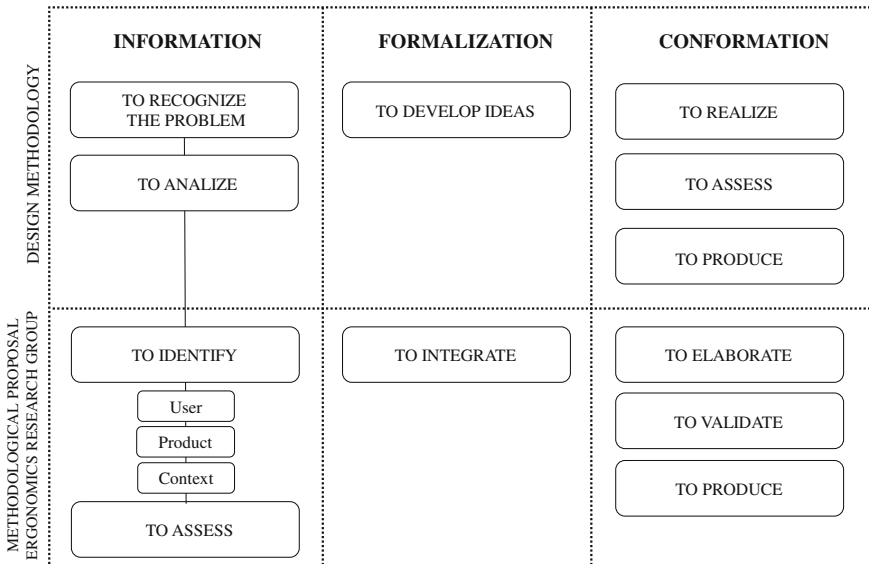 INFORMATION
FORMALIZATION
CONFORMATION
DESIGN METHODOLOGY
TO RECOGNIZE
THE PROBLEM
TO ANALIZE
TO DEVELOP IDEAS
TO REALIZE
TO ASSESS
TO PRODUCE
METHODOLOGICAL PROPOSAL
ERGONOMICS RESEARCH GROUP
TO IDENTIFY
User
Product
Context
TO ASSESS
TO INTEGRATE
TO ELABORATE
TO VALIDATE
TO PRODUCE